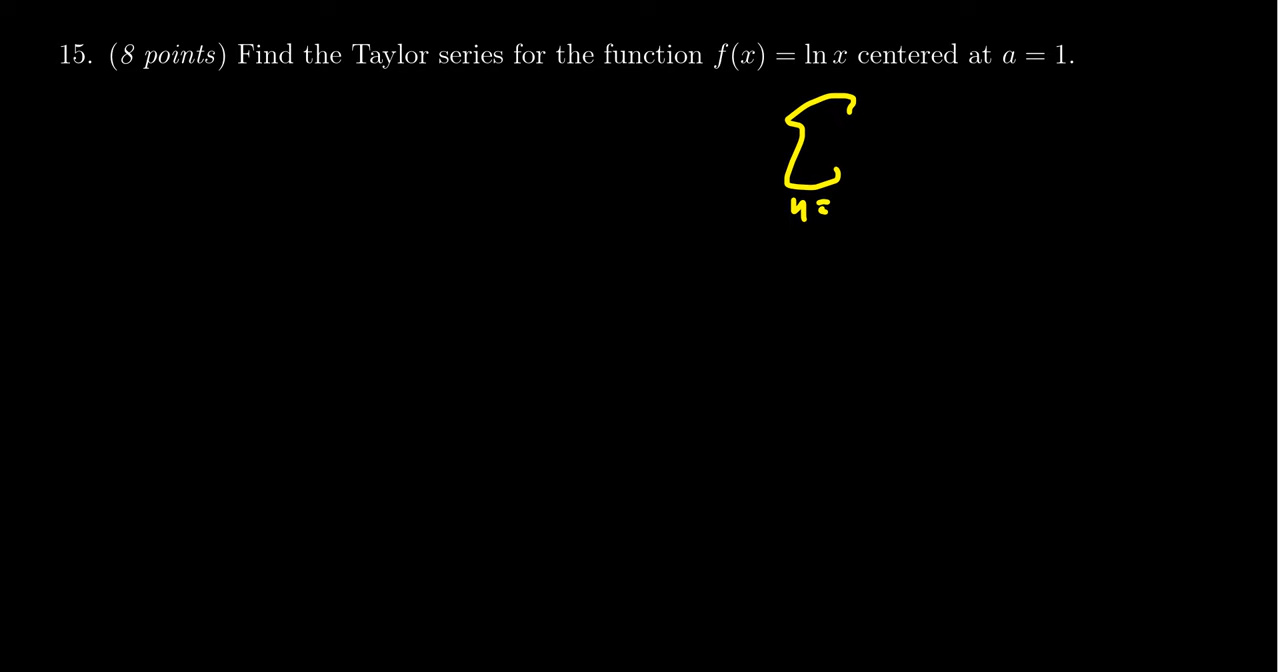 15. (8 points) Find the Taylor series for the function f(x) = ln x centered at a = 1.
∑
n=